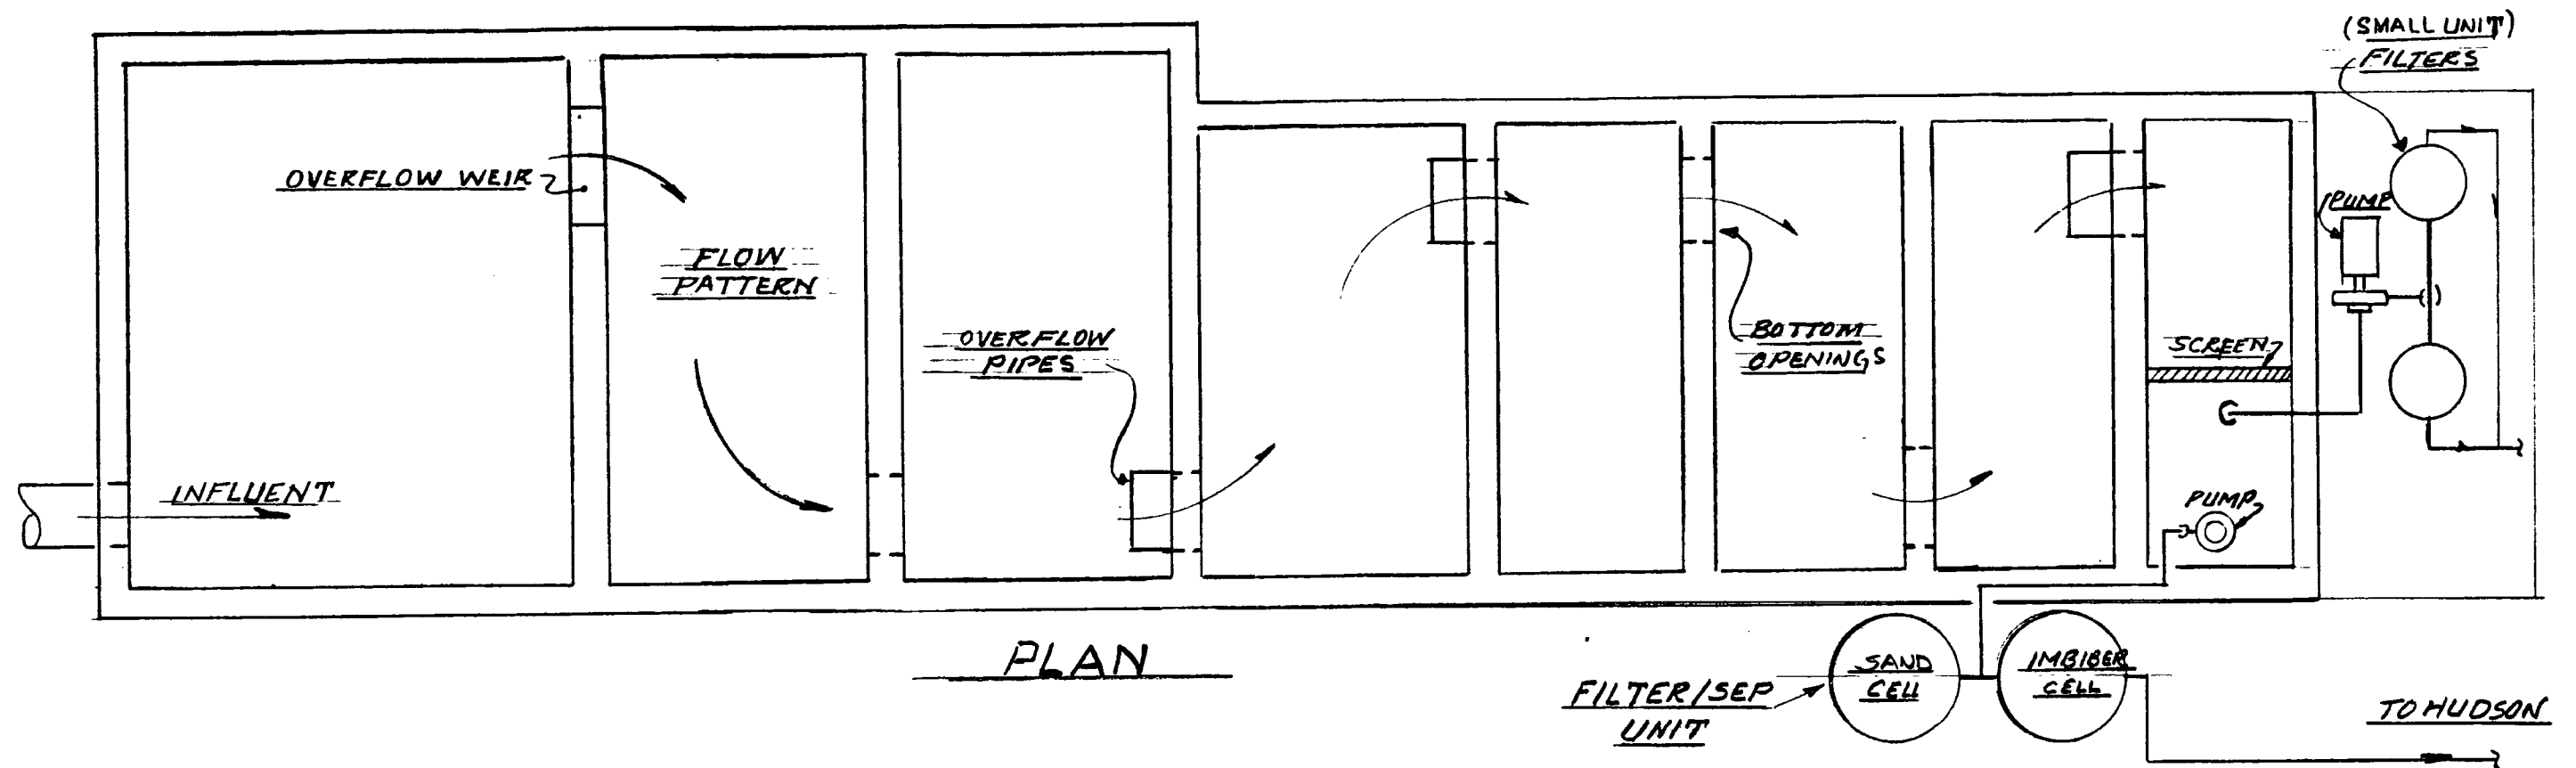 (SMALL UNIT)
FILTERS
OVERFLOW WEIR
PUMP
FLOW
PATTERN
OVERFLOW
PIPES
BOTTOM
OPENINGS
SCREEN
INFLUENT
PUMP
PLAN
SAND
CELL
IMBIBER
CELL
FILTER/SEP
UNIT
TO HUDSON